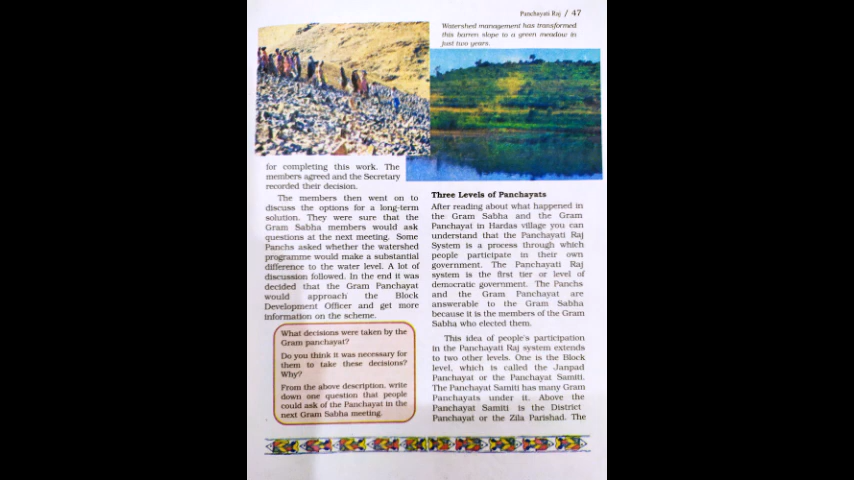 Panchayati Raj / 47
Watershed management has transformed
this barren slope to a green meadow in
just two years.
for completing this work. The
members agreed and the Secretary
recorded their decision.
The members then went on to
discuss the options for a long-term
solution. They were sure that the
Gram Sabha members would ask
questions at the next meeting. Some
Panchs asked whether the watershed
programme would make a substantial
difference to the water level. A lot of
discussion followed. In the end it was
decided that the Gram Panchayat
would approach the Block
Development Officer and get more
information on the scheme.
What decisions were taken by the
Gram panchayat?
Do you think it was necessary for
them to take these decisions?
Why?
From the above description, write
down one question that people
could ask of the Panchayat in the
next Gram Sabha meeting.
Three Levels of Panchayats
After reading about what happened in
the Gram Sabha and the Gram
Panchayat in Hardas village you can
understand that the Panchayati Raj
System is a process through which
people participate in their own
government. The Panchayati Raj
system is the first tier or level of
democratic government. The Panchs
and the Gram Panchayat are
answerable to the Gram Sabha
because it is the members of the Gram
Sabha who elected them.
This idea of people's participation
in the Panchayati Raj system extends
to two other levels. One is the Block
level, which is called the Janpad
Panchayat or the Panchayat Samiti.
The Panchayat Samiti has many Gram
Panchayats under it. Above the
Panchayat Samiti is the District
Panchayat or the Zila Parishad. The